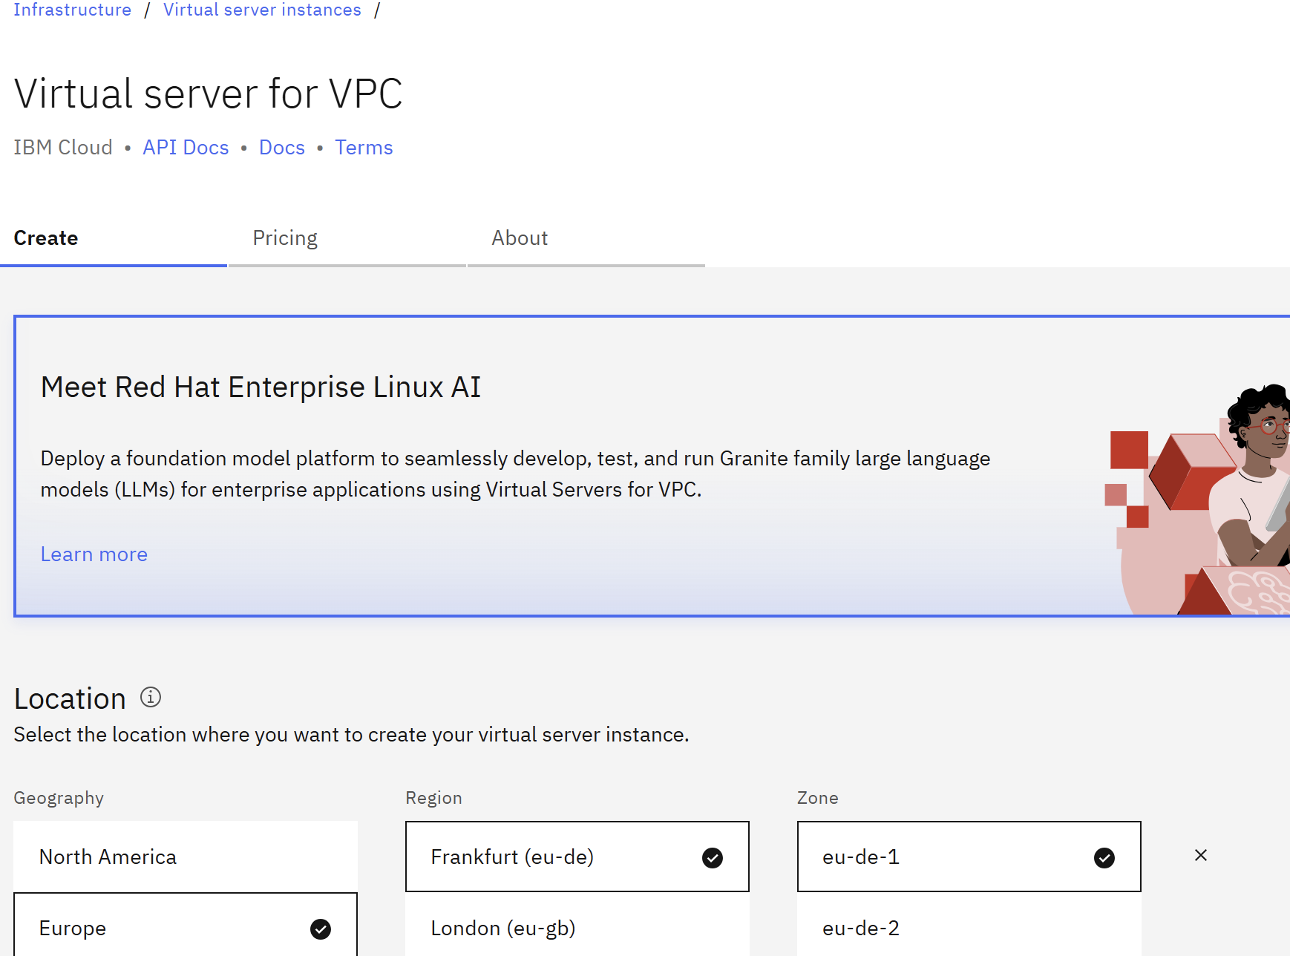 Infrastructure / Virtual server instances /
Virtual server for VPC
IBM Cloud • API Docs • Docs • Terms
Create Pricing About
Meet Red Hat Enterprise Linux AI
Deploy a foundation model platform to seamlessly develop, test, and run Granite family large language
models (LLMs) for enterprise applications using Virtual Servers for VPC.
Learn more
Location
Select the location where you want to create your virtual server instance.
Geography Region Zone
North America Frankfurt (eu-de) eu-de-1
Europe London (eu-gb) eu-de-2